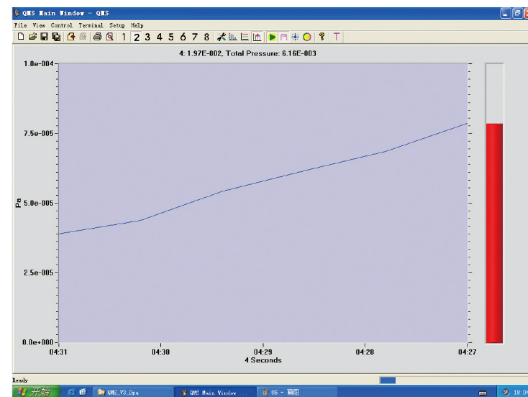 QMS Main Window - QMS
File View Control Terminal Setup Help
1 2 3 4 5 6 7 8
4: 1.97E-002, Total Pressure: 6.16E-003
1.0e-004
7.5e-005
5.0e-005
2.5e-005
0.0e+000
Pa
04:31 04:30 04:29 04:28 04:27
4 Seconds
Ready
开始
QMS Main Window